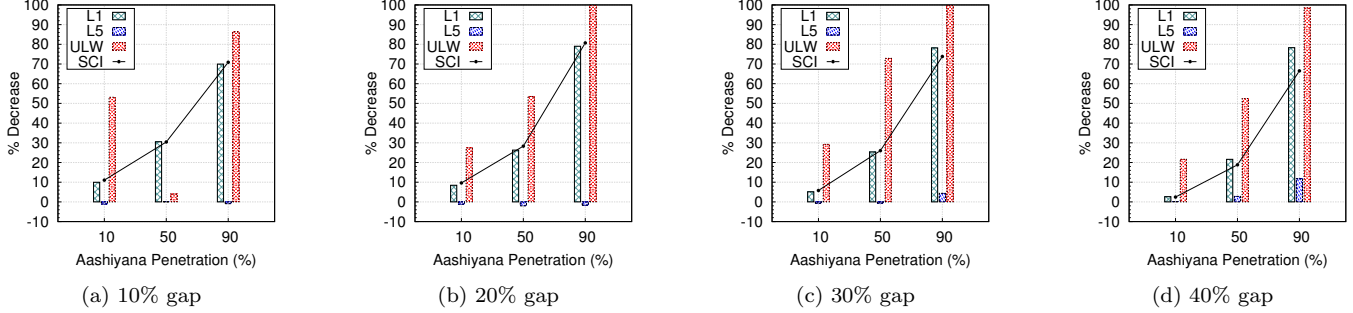 100
90
80
70
60
50
40
30
20
10
0
-10
% Decrease
L1
L5
ULW
SCI
10 50 90
Aashiyana Penetration (%)
(a) 10% gap
100
90
80
70
60
50
40
30
20
10
0
-10
% Decrease
L1
L5
ULW
SCI
10 50 90
Aashiyana Penetration (%)
(b) 20% gap
100
90
80
70
60
50
40
30
20
10
0
-10
% Decrease
L1
L5
ULW
SCI
10 50 90
Aashiyana Penetration (%)
(c) 30% gap
100
90
80
70
60
50
40
30
20
10
0
-10
% Decrease
L1
L5
ULW
SCI
10 50 90
Aashiyana Penetration (%)
(d) 40% gap